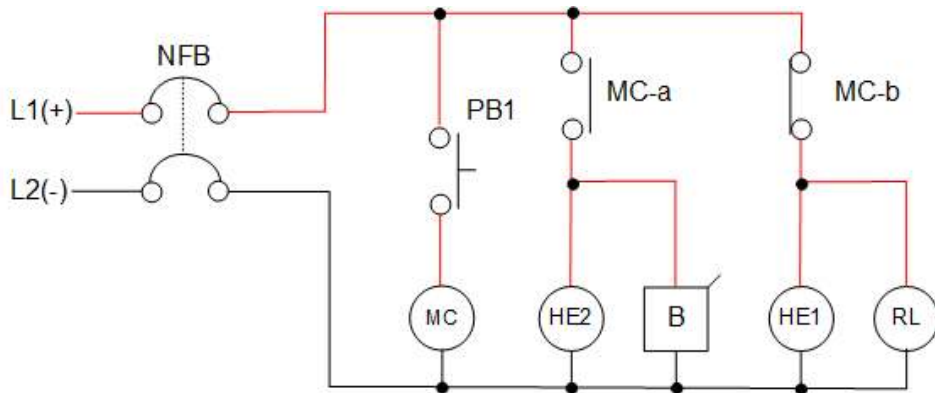 NFB
L1(+)
L2(-)
PB1
MC-a
MC-b
MC
HE2
B
HE1
RL